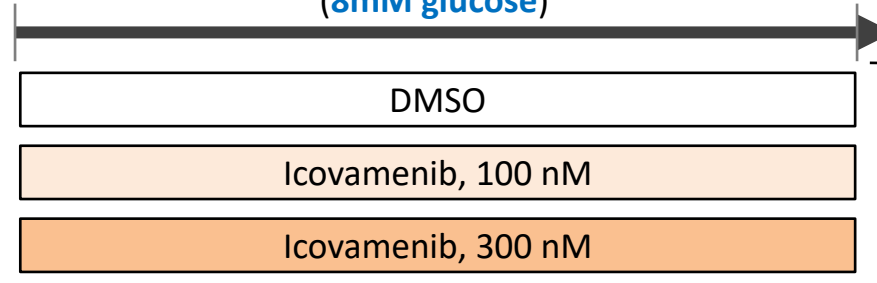 (8mM glucose)
DMSO
Icovamenib, 100 nM
Icovamenib, 300 nM